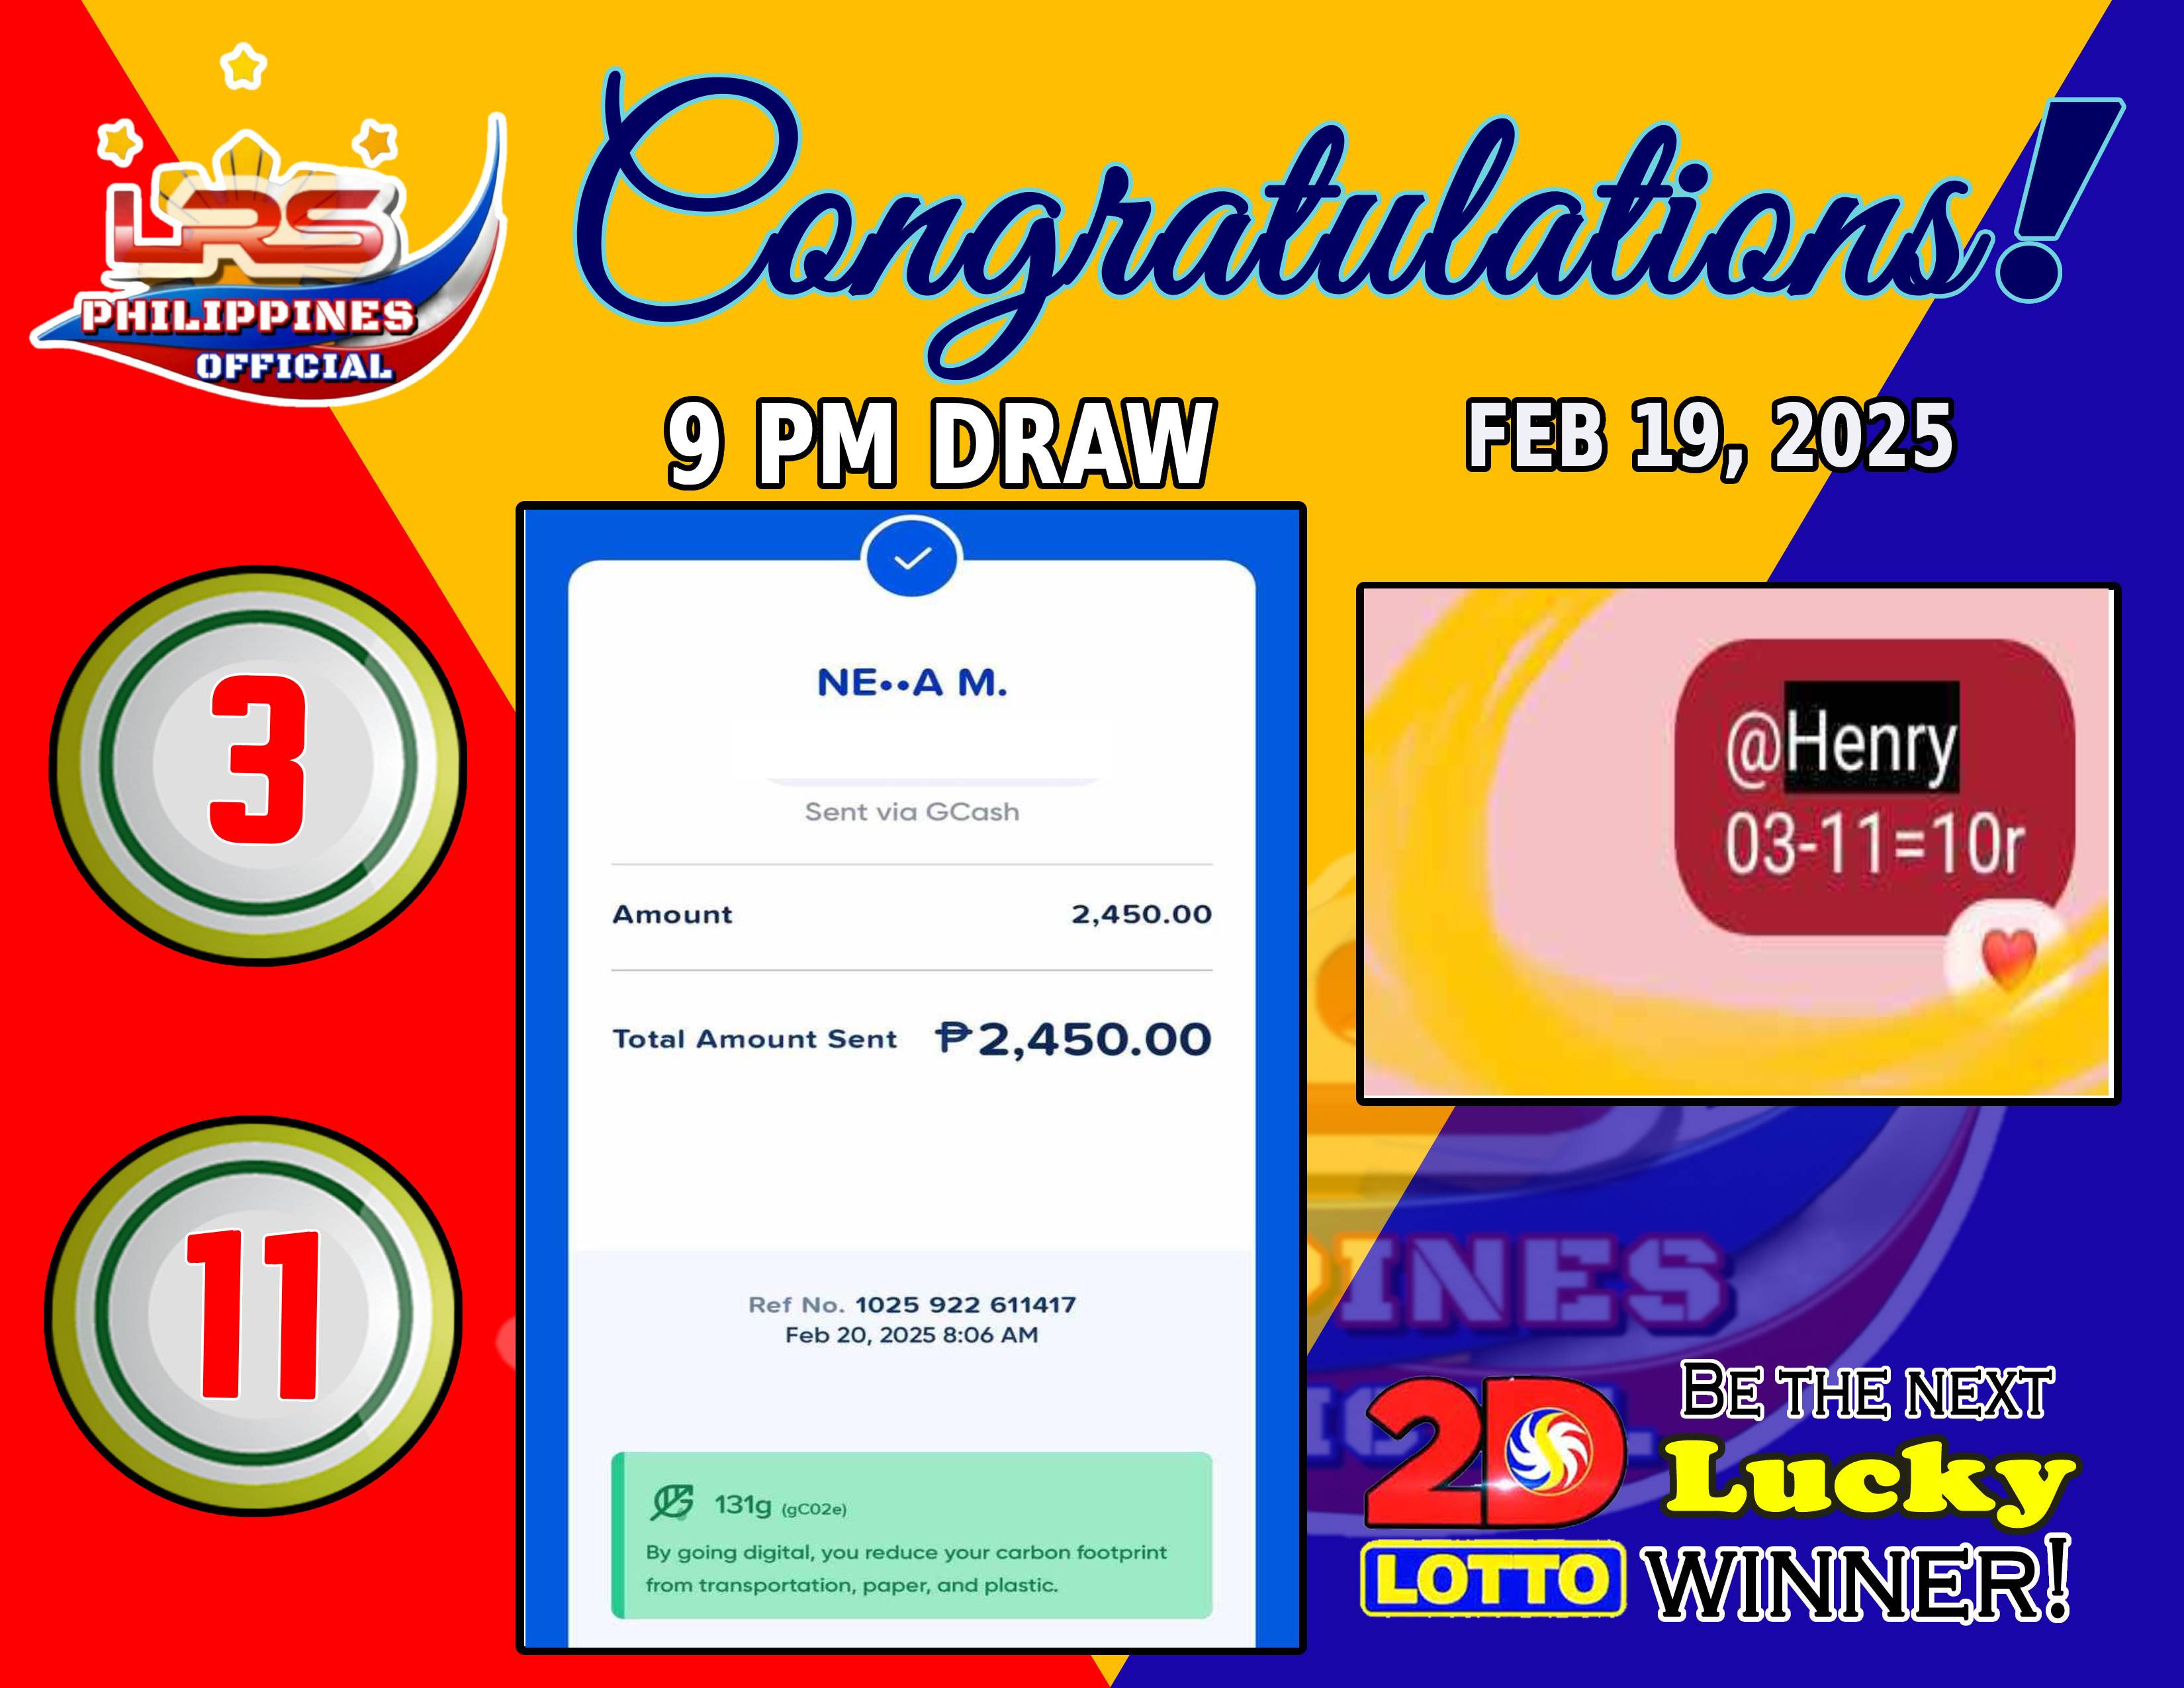 LRS
PHILIPPINES
OFFICIAL
Congratulations!
9 PM DRAW
FEB 19, 2025
3
11
NE••A M.
Sent via GCash
Amount 2,450.00
Total Amount Sent ₱2,450.00
Ref No. 1025 922 611417
Feb 20, 2025 8:06 AM
131g (gCO2e)
By going digital, you reduce your carbon footprint
from transportation, paper, and plastic.
@Henry
03-11=10r
PINES
2D
LOTTO
BE THE NEXT
Lucky
WINNER!